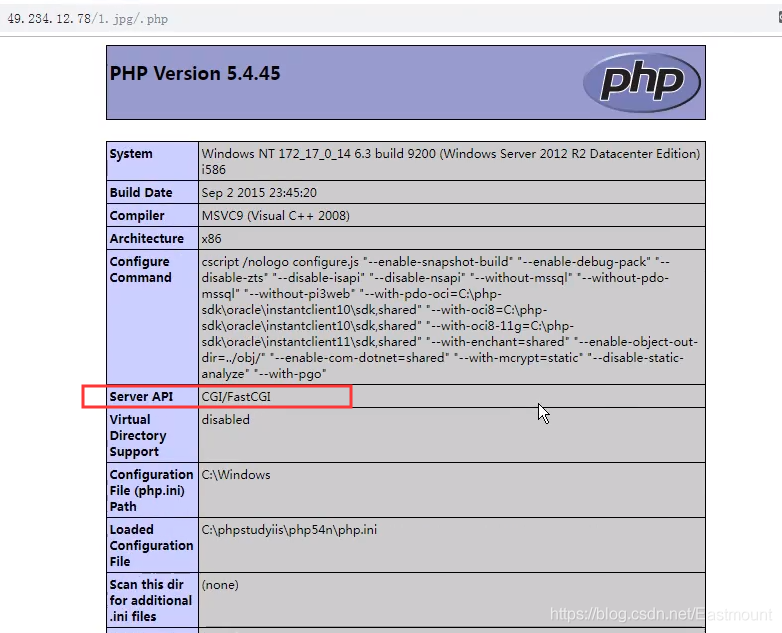 49.234.12.78/1.jpg/.php
PHP Version 5.4.45
php
System
Windows NT 172_17_0_14 6.3 build 9200 (Windows Server 2012 R2 Datacenter Edition)
i586
Build Date
Sep 2 2015 23:45:20
Compiler
MSVC9 (Visual C++ 2008)
Architecture
x86
Configure
Command
cscript /nologo configure.js "--enable-snapshot-build" "--enable-debug-pack" "--
disable-zts" "--disable-isapi" "--disable-nsapi" "--without-mssql" "--without-pdo-
mssql" "--without-pi3web" "--with-pdo-oci=C:\php-
sdk\oracle\instantclient10\sdk,shared" "--with-oci8=C:\php-
sdk\oracle\instantclient10\sdk,shared" "--with-oci8-11g=C:\php-
sdk\oracle\instantclient11\sdk,shared" "--with-enchant=shared" "--enable-object-out-
dir=../obj/" "--enable-com-dotnet=shared" "--with-mcrypt=static" "--disable-static-
analyze" "--with-pgo"
Server API
CGI/FastCGI
Virtual
Directory
Support
disabled
Configuration
File (php.ini)
Path
C:\Windows
Loaded
Configuration
File
C:\phpstudyiis\php54n\php.ini
Scan this dir
for additional
.ini files
(none)
https://blog.csdn.net/Eastmount